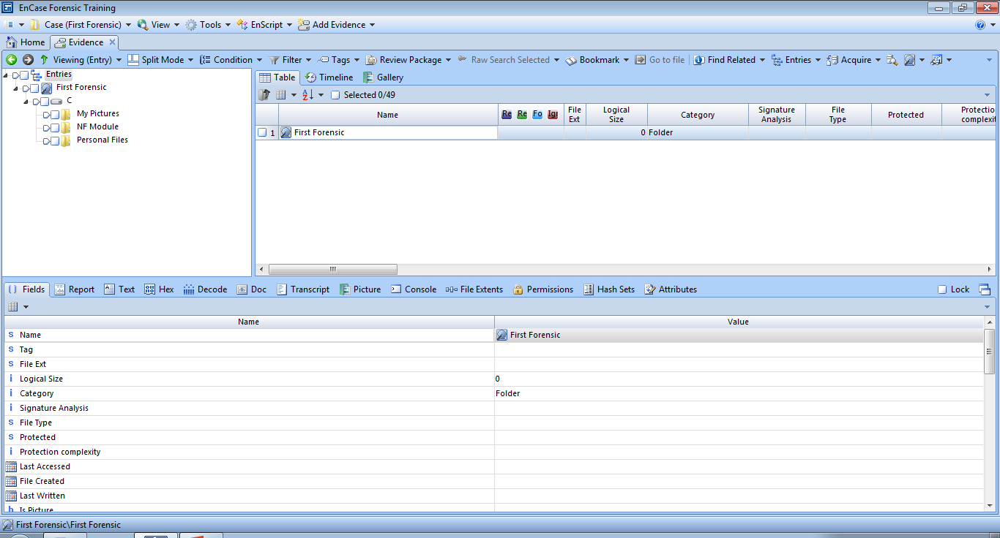 EnCase Forensic Training
Case (First Forensic) View Tools EnScript Add Evidence
Home Evidence
Viewing (Entry) Split Mode Condition Filter Tags Review Package Raw Search Selected Bookmark Go to file Find Related Entries Acquire
Entries
First Forensic
C
My Pictures
NF Module
Personal Files
Table Timeline Gallery
Selected 0/49
Name Re Re Fo Igr File Ext Logical Size Category Signature Analysis File Type Protected Protectio complexit
1 First Forensic 0 Folder
Fields Report Text Hex Decode Doc Transcript Picture Console File Extents Permissions Hash Sets Attributes Lock
Name Value
S Name First Forensic
S Tag
S File Ext
i Logical Size 0
i Category Folder
i Signature Analysis
S File Type
S Protected
i Protection complexity
Last Accessed
File Created
Last Written
b Is Picture
First Forensic\First Forensic